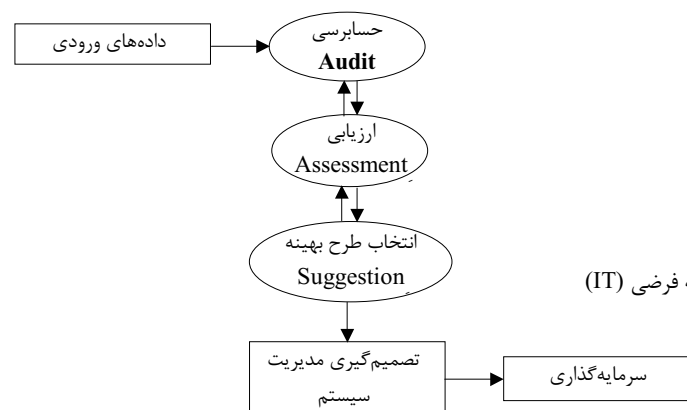 داده‌های ورودی
حسابرسی
Audit
ارزیابی
Assessment
انتخاب طرح بهینه
Suggestion
فرضی (IT)
تصمیم‌گیری مدیریت
سیستم
سرمایه‌گذاری